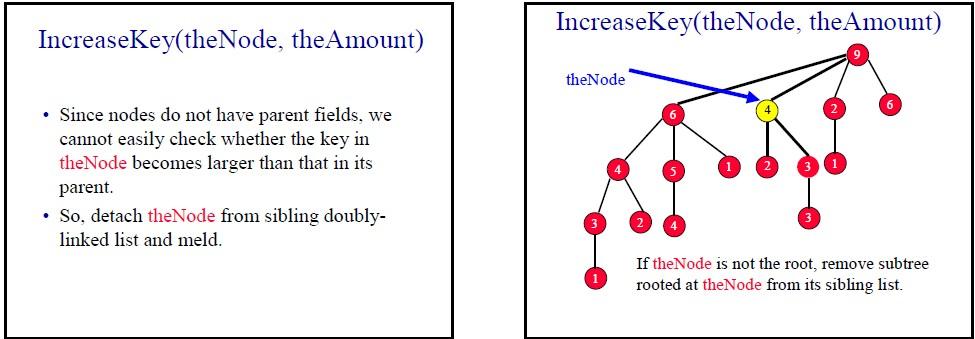 IncreaseKey(theNode, theAmount)
• Since nodes do not have parent fields, we
cannot easily check whether the key in
theNode becomes larger than that in its
parent.
• So, detach theNode from sibling doubly-
linked list and meld.
IncreaseKey(theNode, theAmount)
9
theNode
6 4 2 6
4 5 1 2 3 1
3 2 4 3
1
If theNode is not the root, remove subtree
rooted at theNode from its sibling list.